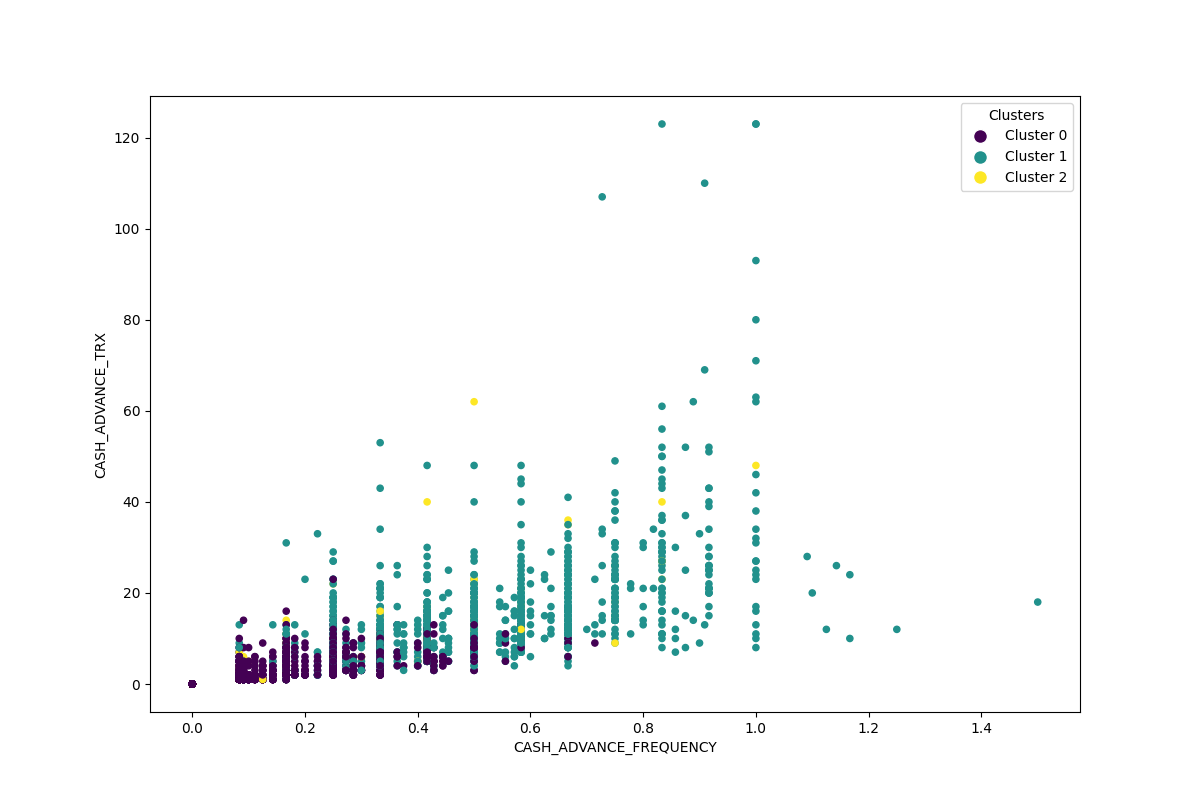 Clusters
Cluster 0
Cluster 1
Cluster 2
CASH_ADVANCE_TRX
120
100
80
60
40
20
0
0.0 0.2 0.4 0.6 0.8 1.0 1.2 1.4
CASH_ADVANCE_FREQUENCY